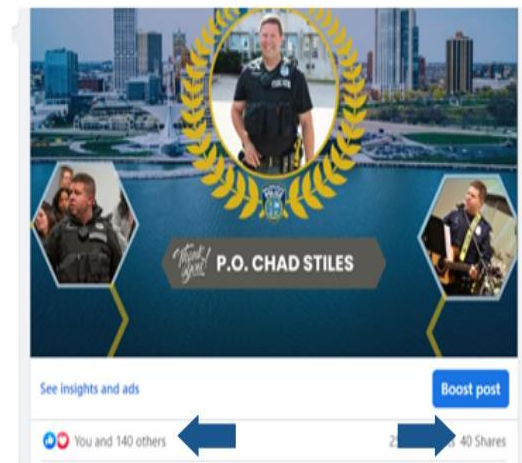 Thank you!
P.O. CHAD STILES
See insights and ads
Boost post
You and 140 others
40 Shares